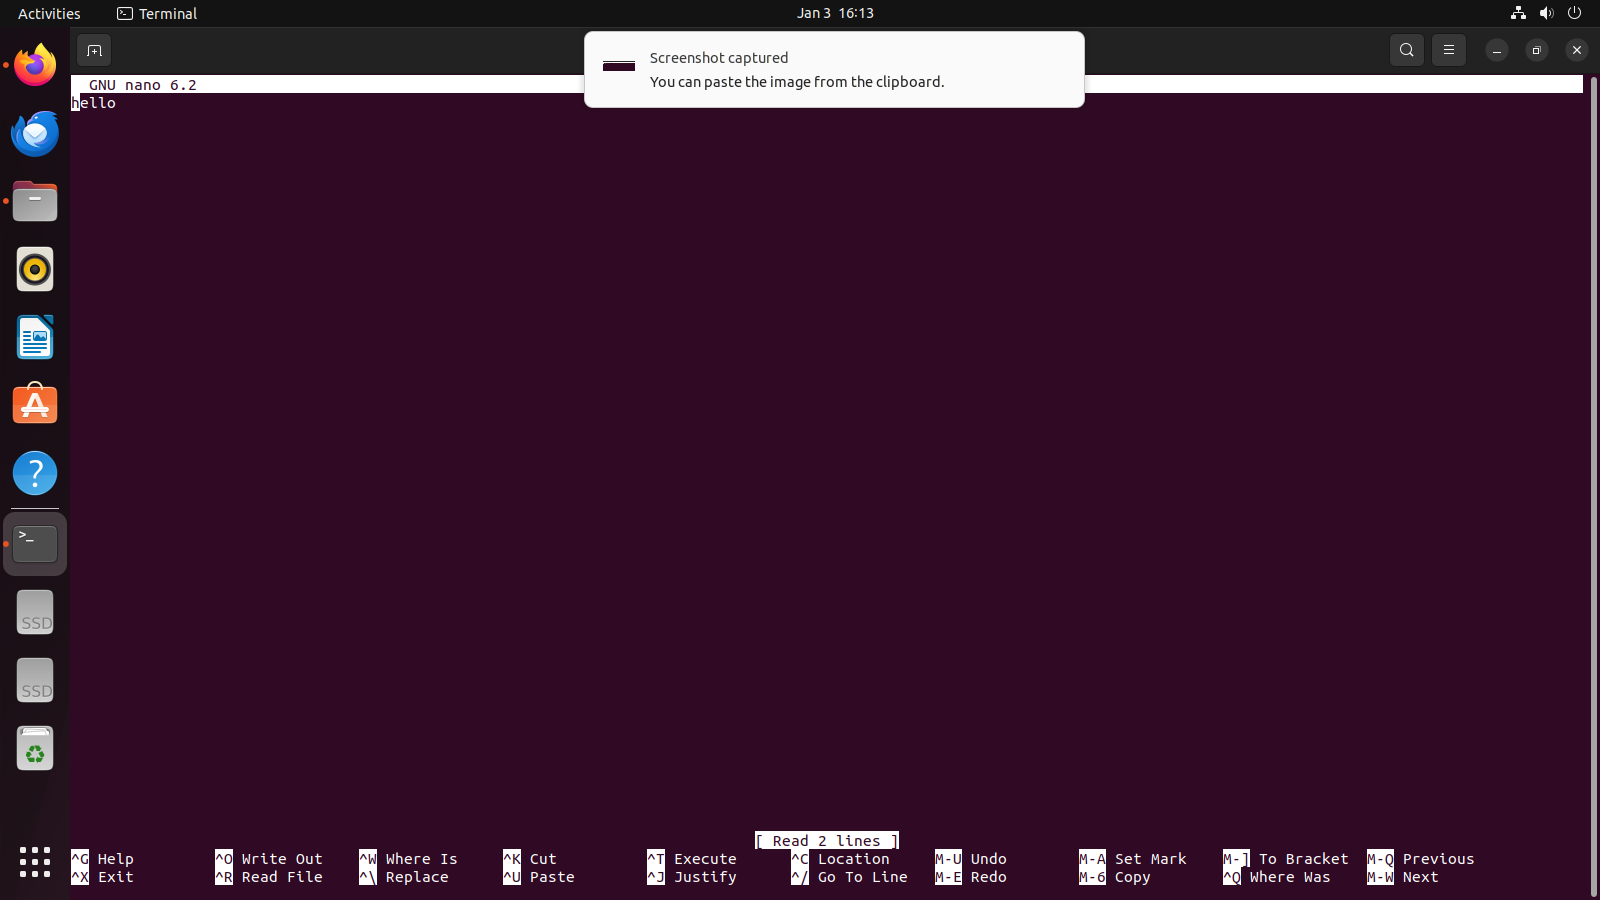 Activities Terminal Jan 3 16:13
Screenshot captured
You can paste the image from the clipboard.
GNU nano 6.2
hello
>_
SSD
SSD
[ Read 2 lines ]
^G Help ^O Write Out ^W Where Is ^K Cut ^T Execute ^C Location M-U Undo M-A Set Mark M-] To Bracket M-Q Previous
^X Exit ^R Read File ^\ Replace ^U Paste ^J Justify ^/ Go To Line M-E Redo M-6 Copy ^Q Where Was M-W Next